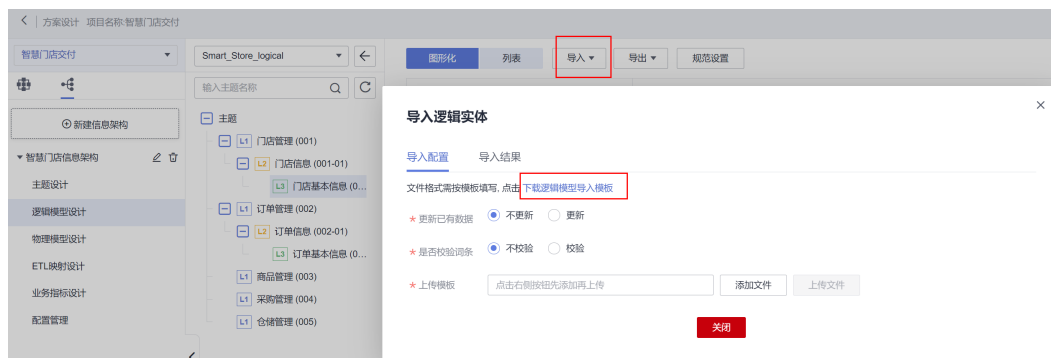 方案设计 项目名称:智慧门店交付
智慧门店交付
Smart_Store_logical
图形化 列表 导入 导出 规范设置
输入主题名称
新建信息架构
智慧门店信息架构
主题设计
逻辑模型设计
物理模型设计
ETL映射设计
业务指标设计
配置管理
主题
L1 门店管理 (001)
L2 门店信息 (001-01)
L3 门店基本信息 (0...
L1 订单管理 (002)
L2 订单信息 (002-01)
L3 订单基本信息 (0...
L1 商品管理 (003)
L1 采购管理 (004)
L1 仓储管理 (005)
导入逻辑实体
导入配置 导入结果
文件格式需按模板填写, 点击 下载逻辑模型导入模板
* 更新已有数据 不更新 更新
* 是否校验词条 不校验 校验
* 上传模板 点击右侧按钮先添加再上传 添加文件 上传文件
关闭